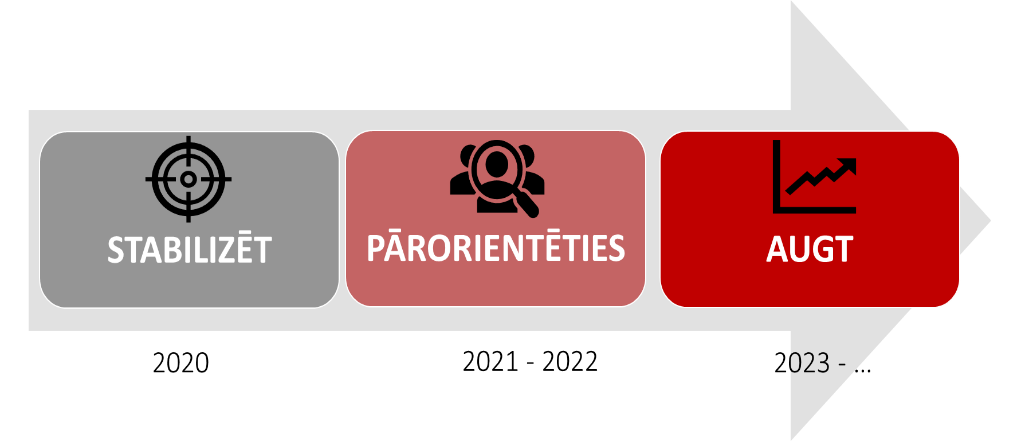 STABILIZĒT
PĀRORIENTĒTIES
AUGT
2020
2021 - 2022
2023 - ...